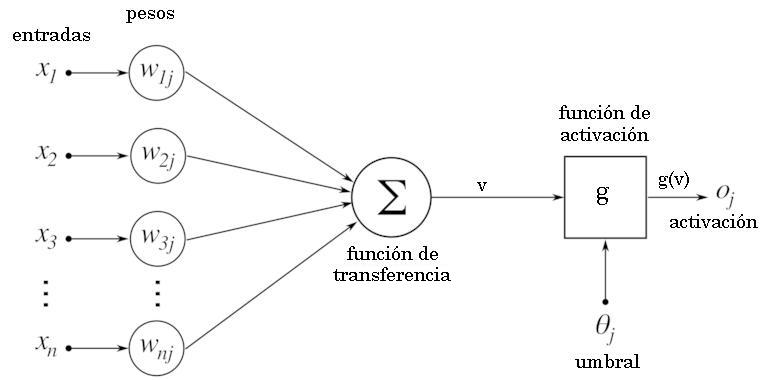 entradas
pesos
x1
w1j
x2
w2j
x3
w3j
⋮
⋮
xn
wnj
Σ
función de
transferencia
v
función de
activación
g
g(v)
oj
activación
θj
umbral